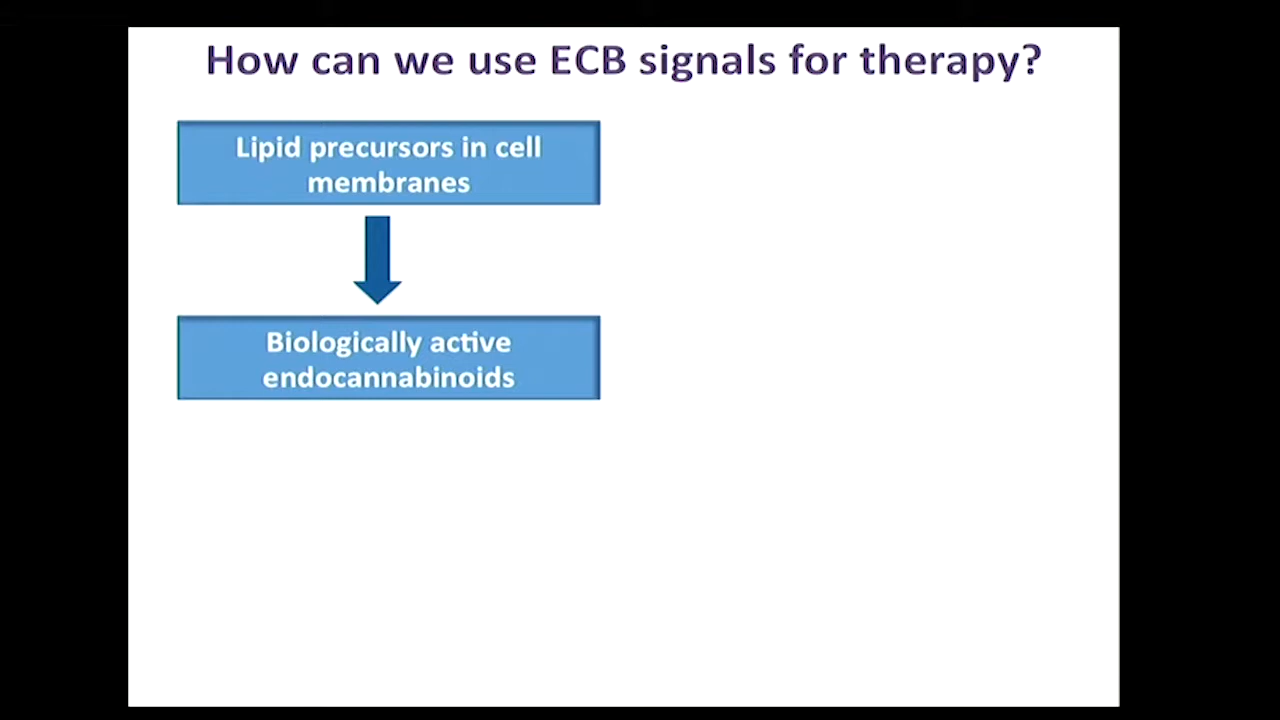 How can we use ECB signals for therapy?
Lipid precursors in cell
membranes
Biologically active
endocannabinoids